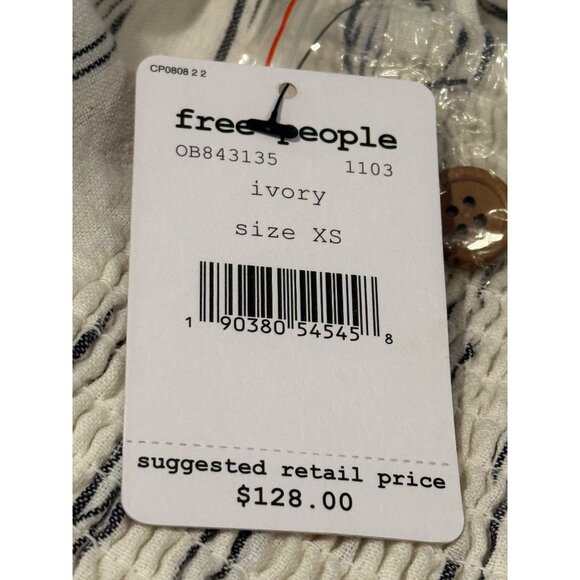 CP0808 2 2
free people
OB843135 1103
ivory
size XS
1 90380 54545 8
suggested retail price
$128.00